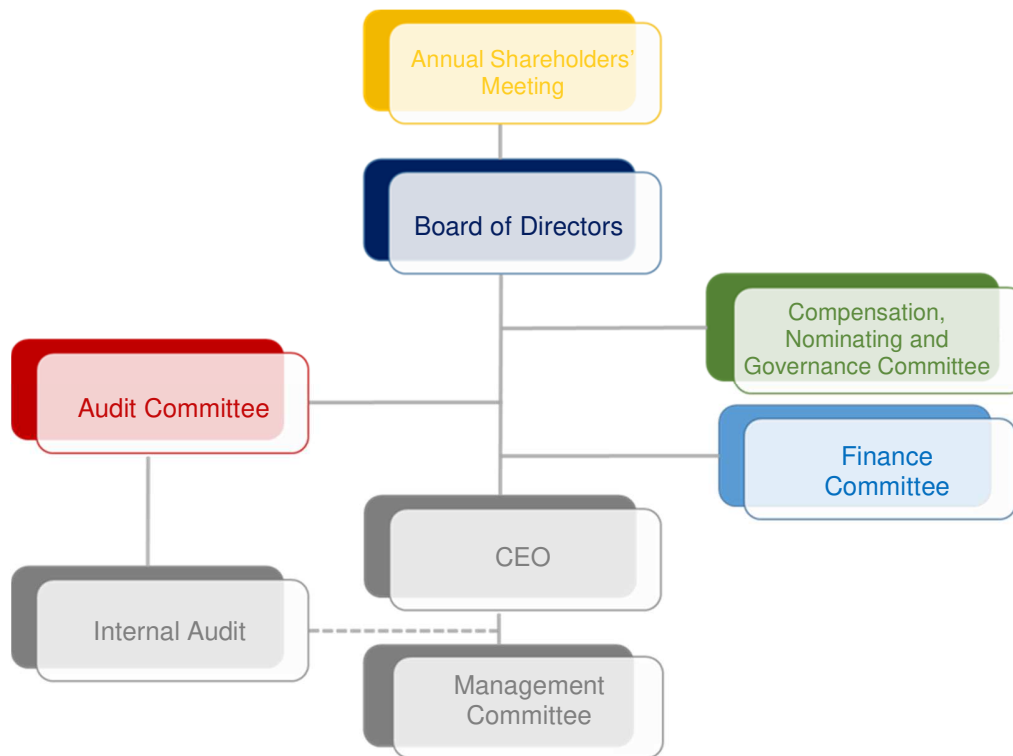 Annual Shareholders’
Meeting
Board of Directors
Compensation,
Nominating and
Governance Committee
Audit Committee
Finance
Committee
CEO
Internal Audit
Management
Committee